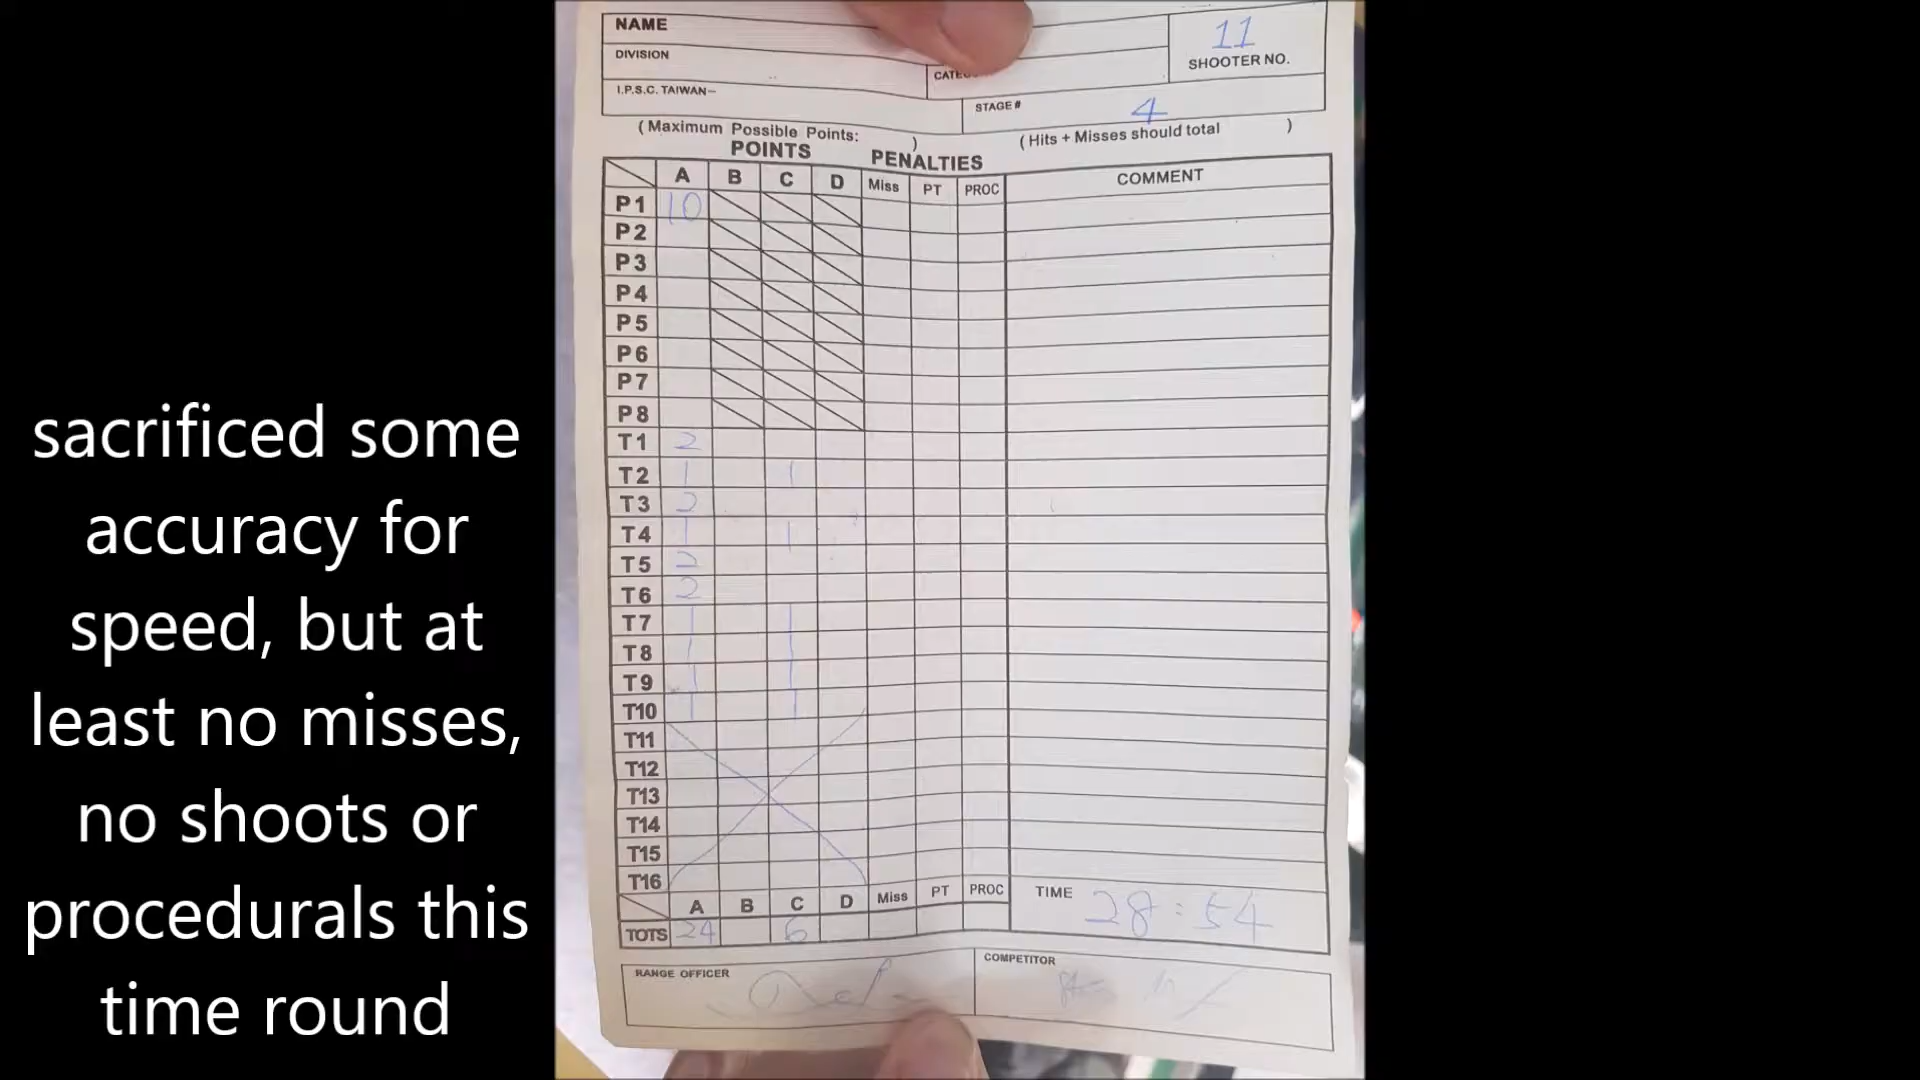 sacrificed some
accuracy for
speed, but at
least no misses,
no shoots or
procedurals this
time round
NAME
11
SHOOTER NO.
DIVISION
I.P.S.C. TAIWAN–
STAGE # 4
( Maximum Possible Points: )
( Hits + Misses should total )
POINTS PENALTIES
A B C D Miss PT PROC COMMENT
P1 10
P2
P3
P4
P5
P6
P7
P8
T1 2
T2 1 1
T3 2
T4 1 1
T5 2
T6 2
T7 1 1
T8 1 1
T9 1 1
T10 1 1
T11
T12
T13
T14
T15
T16
A B C D Miss PT PROC TIME 28:54
TOTS 24 6
RANGE OFFICER
COMPETITOR